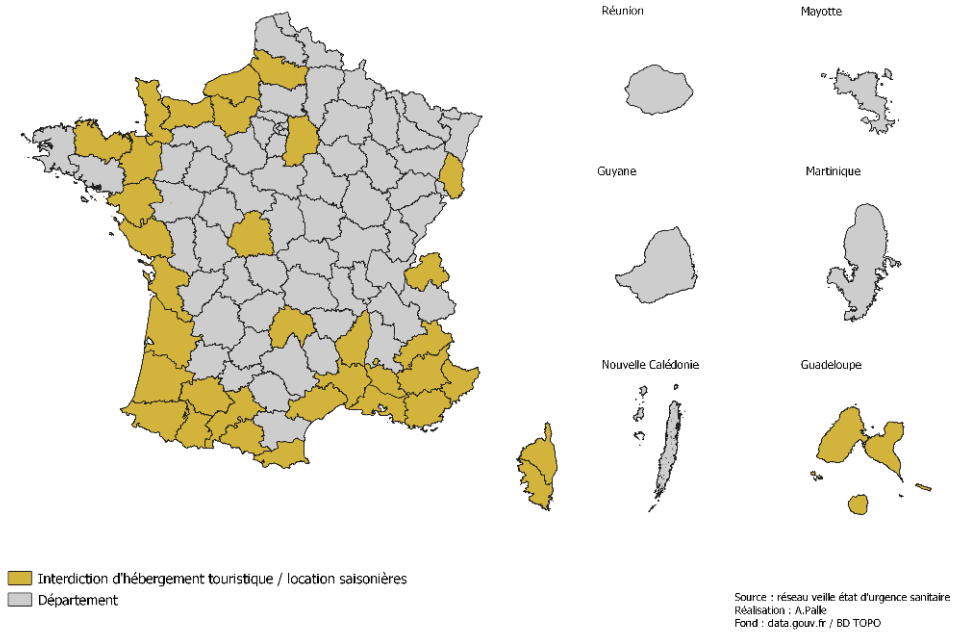 Réunion
Mayotte
Guyane
Martinique
Nouvelle Calédonie
Guadeloupe
Interdiction d'hébergement touristique / location saisonières
Département
Source : réseau veille état d'urgence sanitaire
Réalisation : A.Palle
Fond : data.gouv.fr / BD TOPO